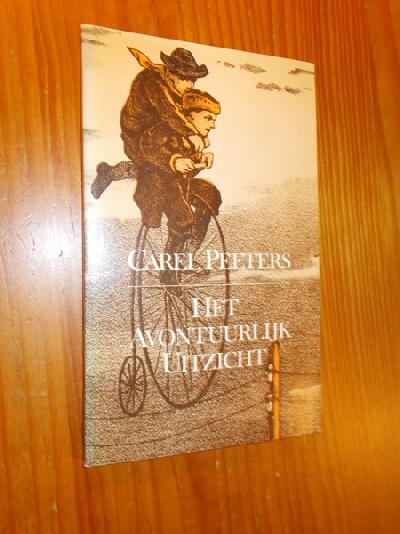 CAREL PEETERS
HET
AVONTUURLIJK
UITZICHT